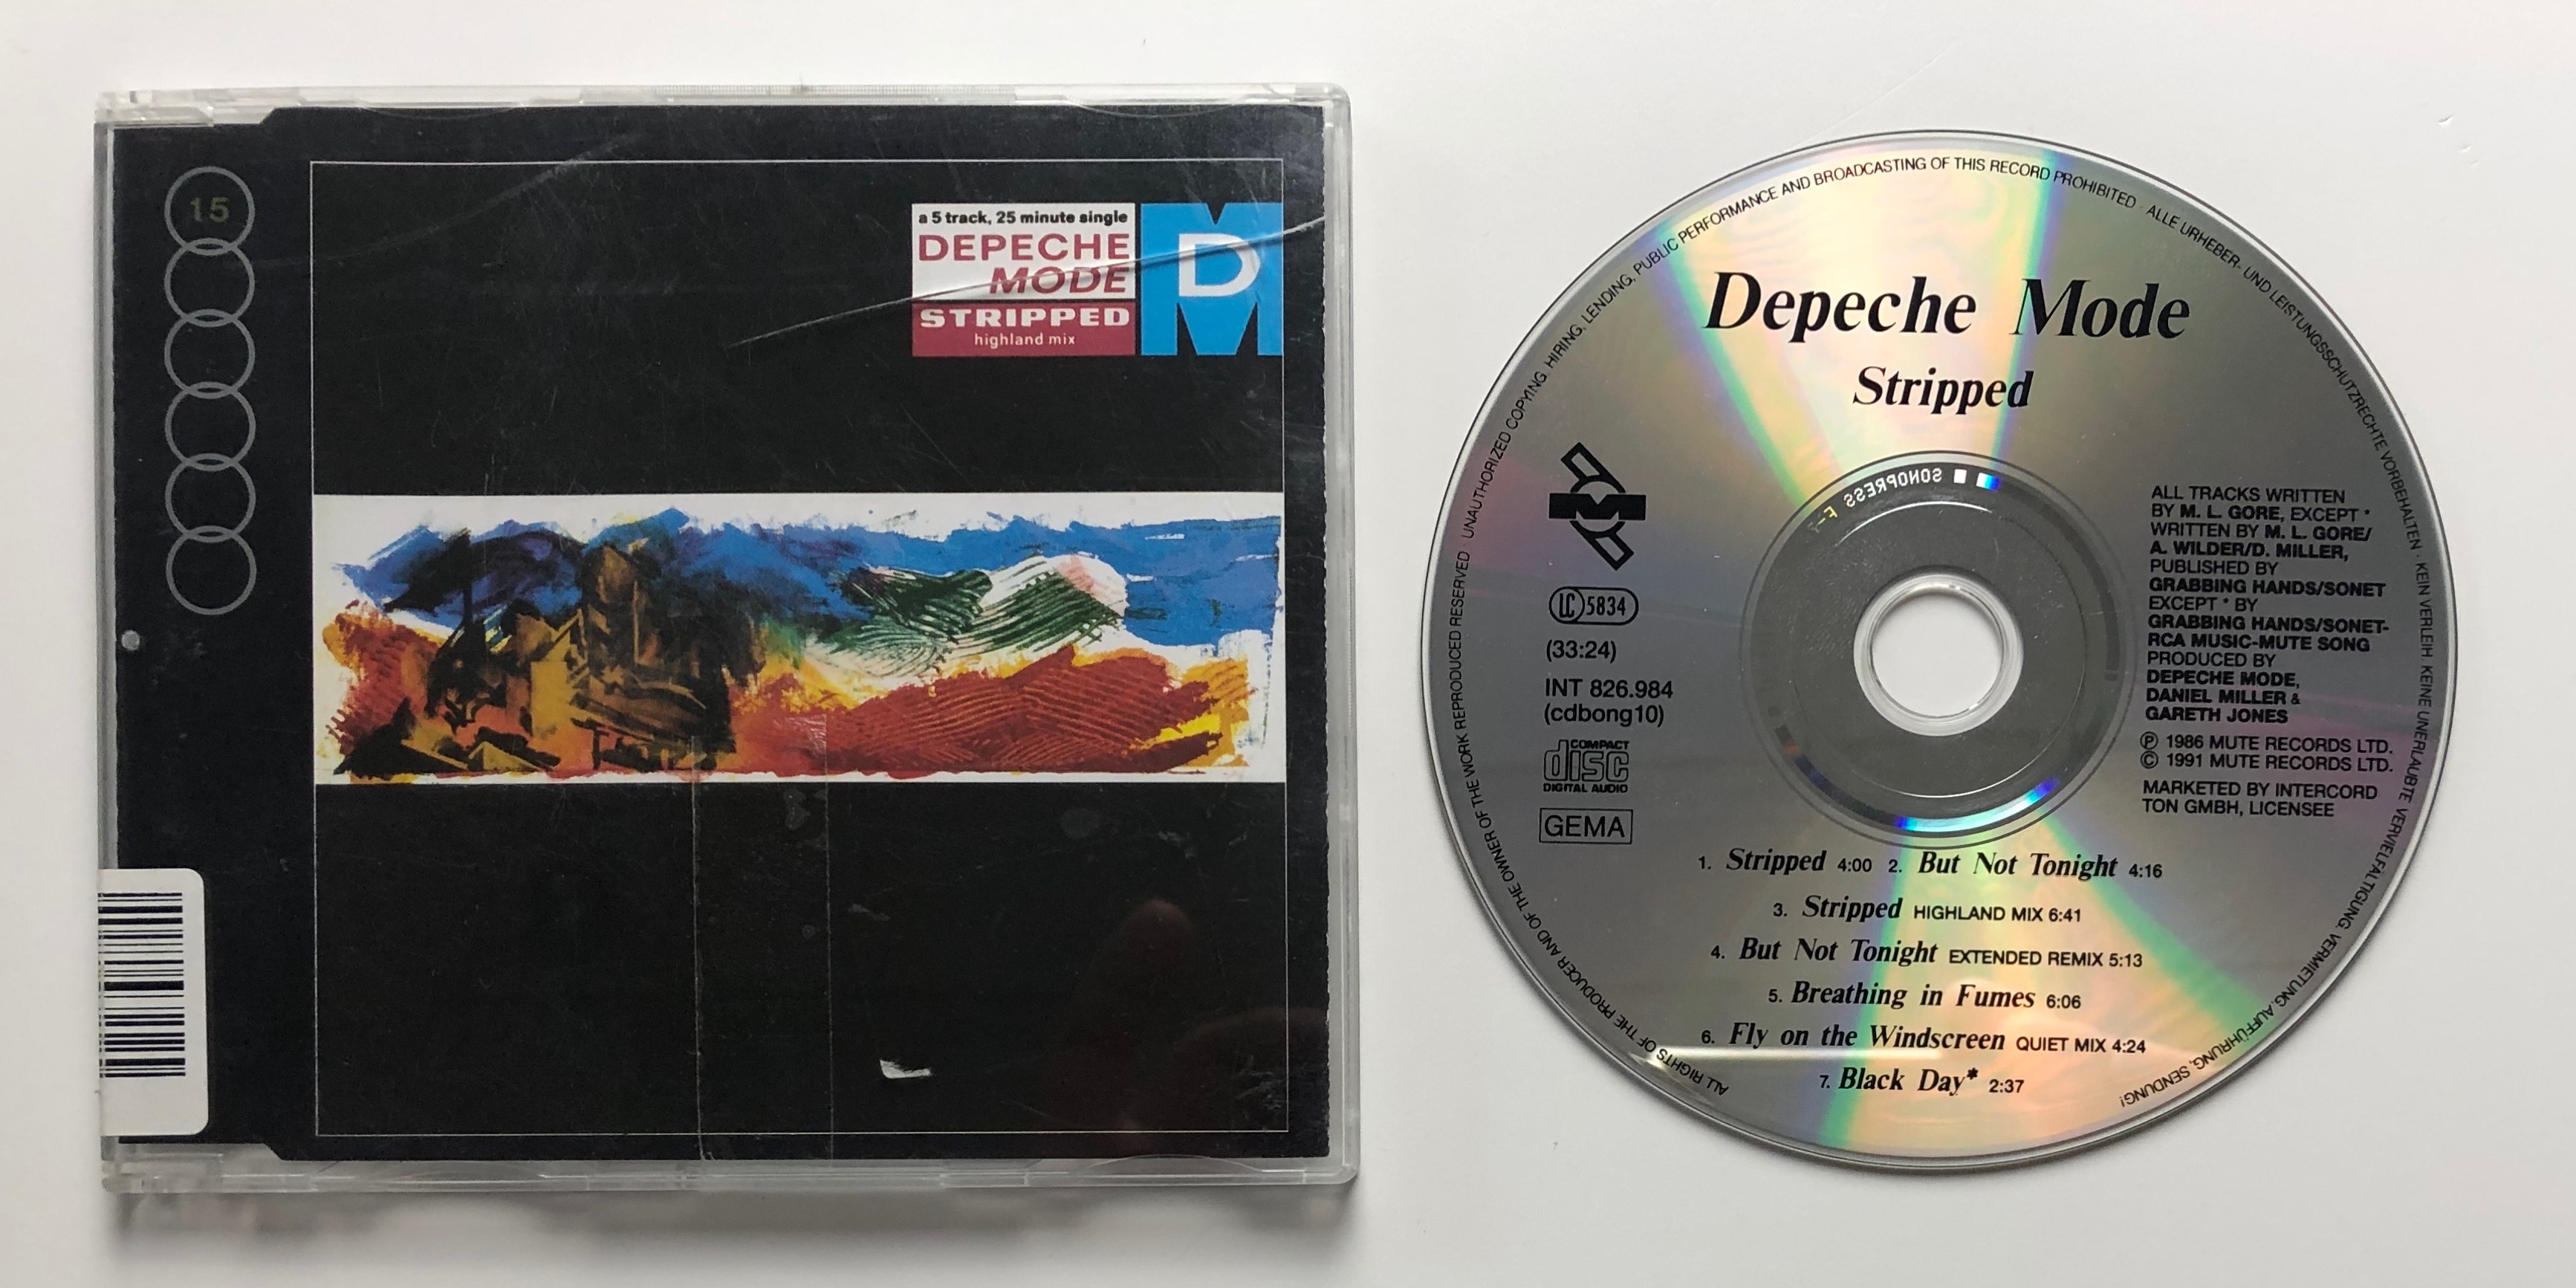 15
a 5 track, 25 minute single
DEPECHE
MODE
STRIPPED
highland mix
DM
UNAUTHORIZED COPYING, HIRING, LENDING, PUBLIC PERFORMANCE AND BROADCASTING OF THIS RECORD PROHIBITED · ALLE URHEBER- UND LEISTUNGSSCHUTZRECHTE VORBEHALTEN · KEIN VERLEIH. KEINE UNERLAUBTE VERVIELFÄLTIGUNG, VERMIETUNG, AUFFÜHRUNG, SENDUNG!
ALL RIGHTS OF THE PRODUCER AND OF THE OWNER OF THE WORK REPRODUCED RESERVED ·
Depeche Mode
Stripped
SONOPRESS
LC 5834
(33:24)
INT 826.984
(cdbong10)
COMPACT
disc
DIGITAL AUDIO
GEMA
ALL TRACKS WRITTEN
BY M. L. GORE, EXCEPT *
WRITTEN BY M. L. GORE/
A. WILDER/D. MILLER,
PUBLISHED BY
GRABBING HANDS/SONET
EXCEPT * BY
GRABBING HANDS/SONET-
RCA MUSIC-MUTE SONG
PRODUCED BY
DEPECHE MODE,
DANIEL MILLER &
GARETH JONES
℗ 1986 MUTE RECORDS LTD.
© 1991 MUTE RECORDS LTD.
MARKETED BY INTERCORD
TON GMBH, LICENSEE
1. Stripped 4:00 2. But Not Tonight 4:16
3. Stripped HIGHLAND MIX 6:41
4. But Not Tonight EXTENDED REMIX 5:13
5. Breathing in Fumes 6:06
6. Fly on the Windscreen QUIET MIX 4:24
7. Black Day* 2:37